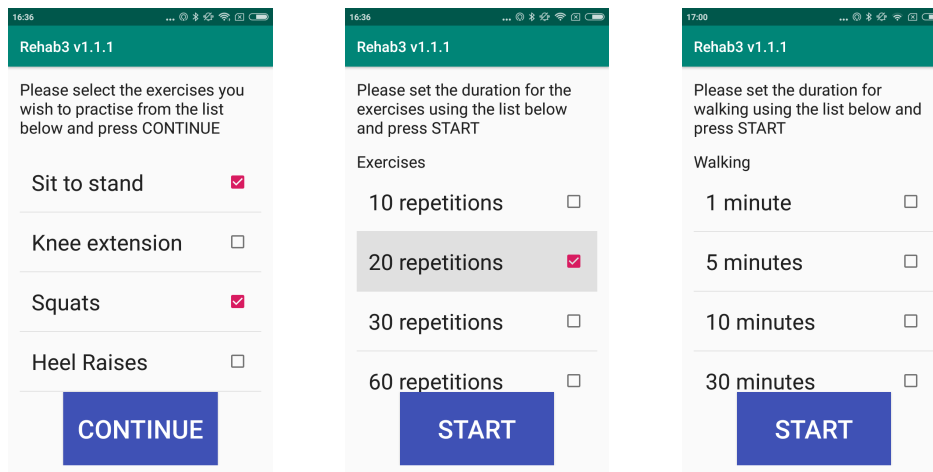 16:36
Rehab3 v1.1.1
Please select the exercises you
wish to practise from the list
below and press CONTINUE
Sit to stand
Knee extension
Squats
Heel Raises
CONTINUE
16:36
Rehab3 v1.1.1
Please set the duration for the
exercises using the list below
and press START
Exercises
10 repetitions
20 repetitions
30 repetitions
60 repetitions
START
17:00
Rehab3 v1.1.1
Please set the duration for
walking using the list below and
press START
Walking
1 minute
5 minutes
10 minutes
30 minutes
START